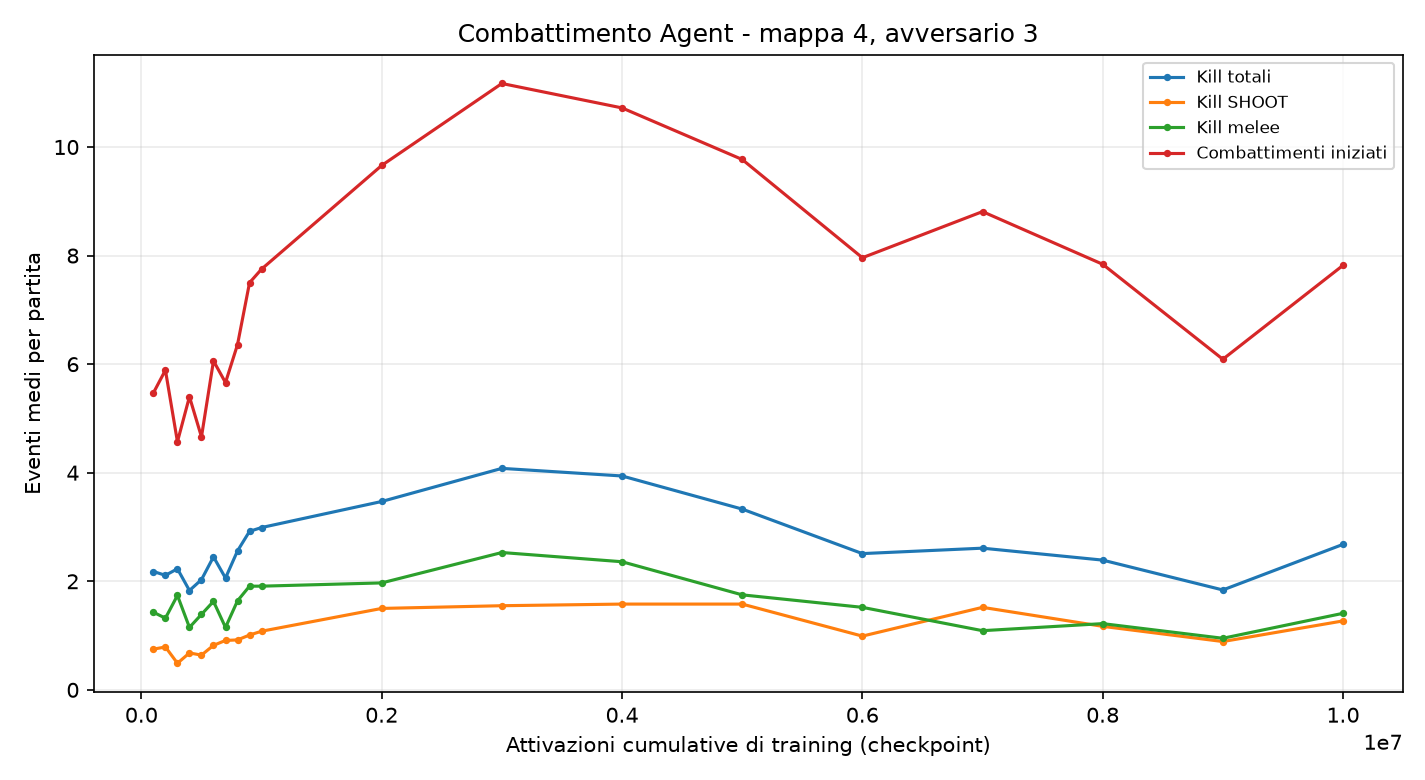 Combattimento Agent - mappa 4, avversario 3
Kill totali
Kill SHOOT
Kill melee
Combattimenti iniziati
Eventi medi per partita
10
8
6
4
2
0
0.0
0.2
0.4
0.6
0.8
1.0
1e7
Attivazioni cumulative di training (checkpoint)